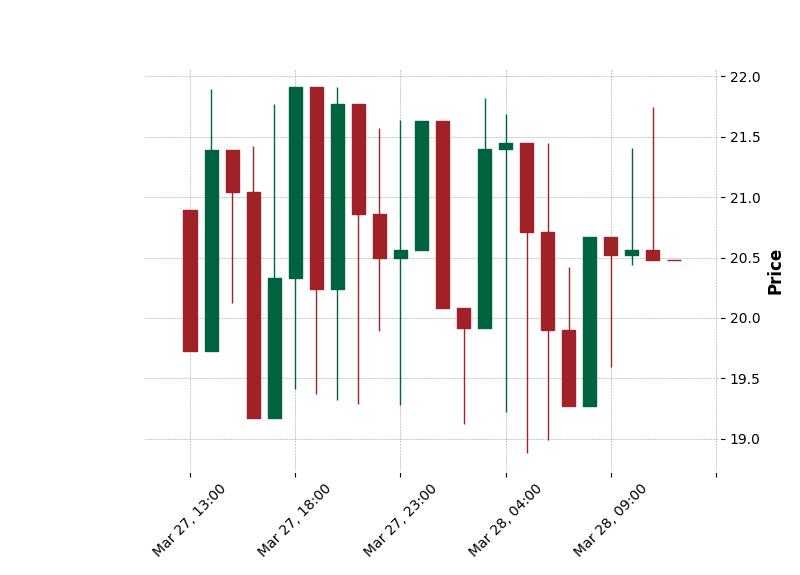 22.0
21.5
21.0
20.5
20.0
19.5
19.0
Price
Mar 27, 13:00
Mar 27, 18:00
Mar 27, 23:00
Mar 28, 04:00
Mar 28, 09:00